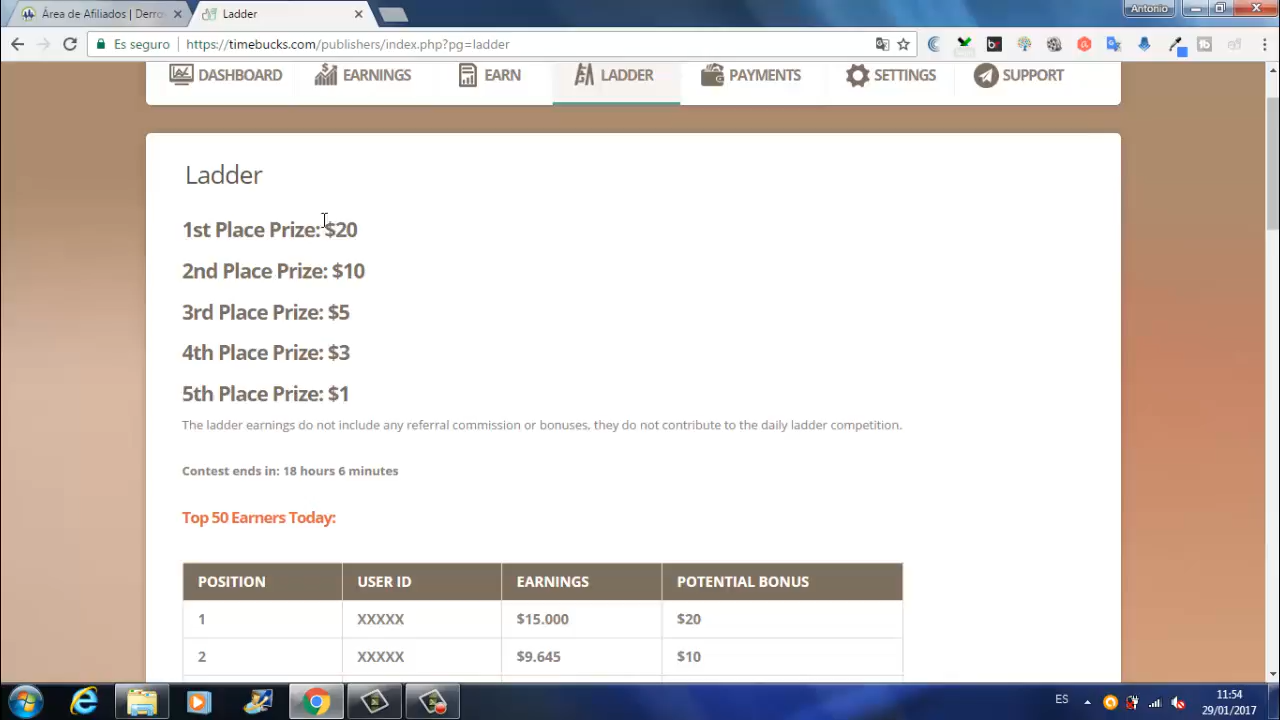 Área de Afiliados | Derro
Ladder
Antonio
Es seguro
https://timebucks.com/publishers/index.php?pg=ladder
DASHBOARD
EARNINGS
EARN
LADDER
PAYMENTS
SETTINGS
SUPPORT
Ladder
1st Place Prize: $20
2nd Place Prize: $10
3rd Place Prize: $5
4th Place Prize: $3
5th Place Prize: $1
The ladder earnings do not include any referral commission or bonuses, they do not contribute to the daily ladder competition.
Contest ends in: 18 hours 6 minutes
Top 50 Earners Today:
POSITION USER ID EARNINGS POTENTIAL BONUS
1 XXXXX $15.000 $20
2 XXXXX $9.645 $10
ES
11:54
29/01/2017